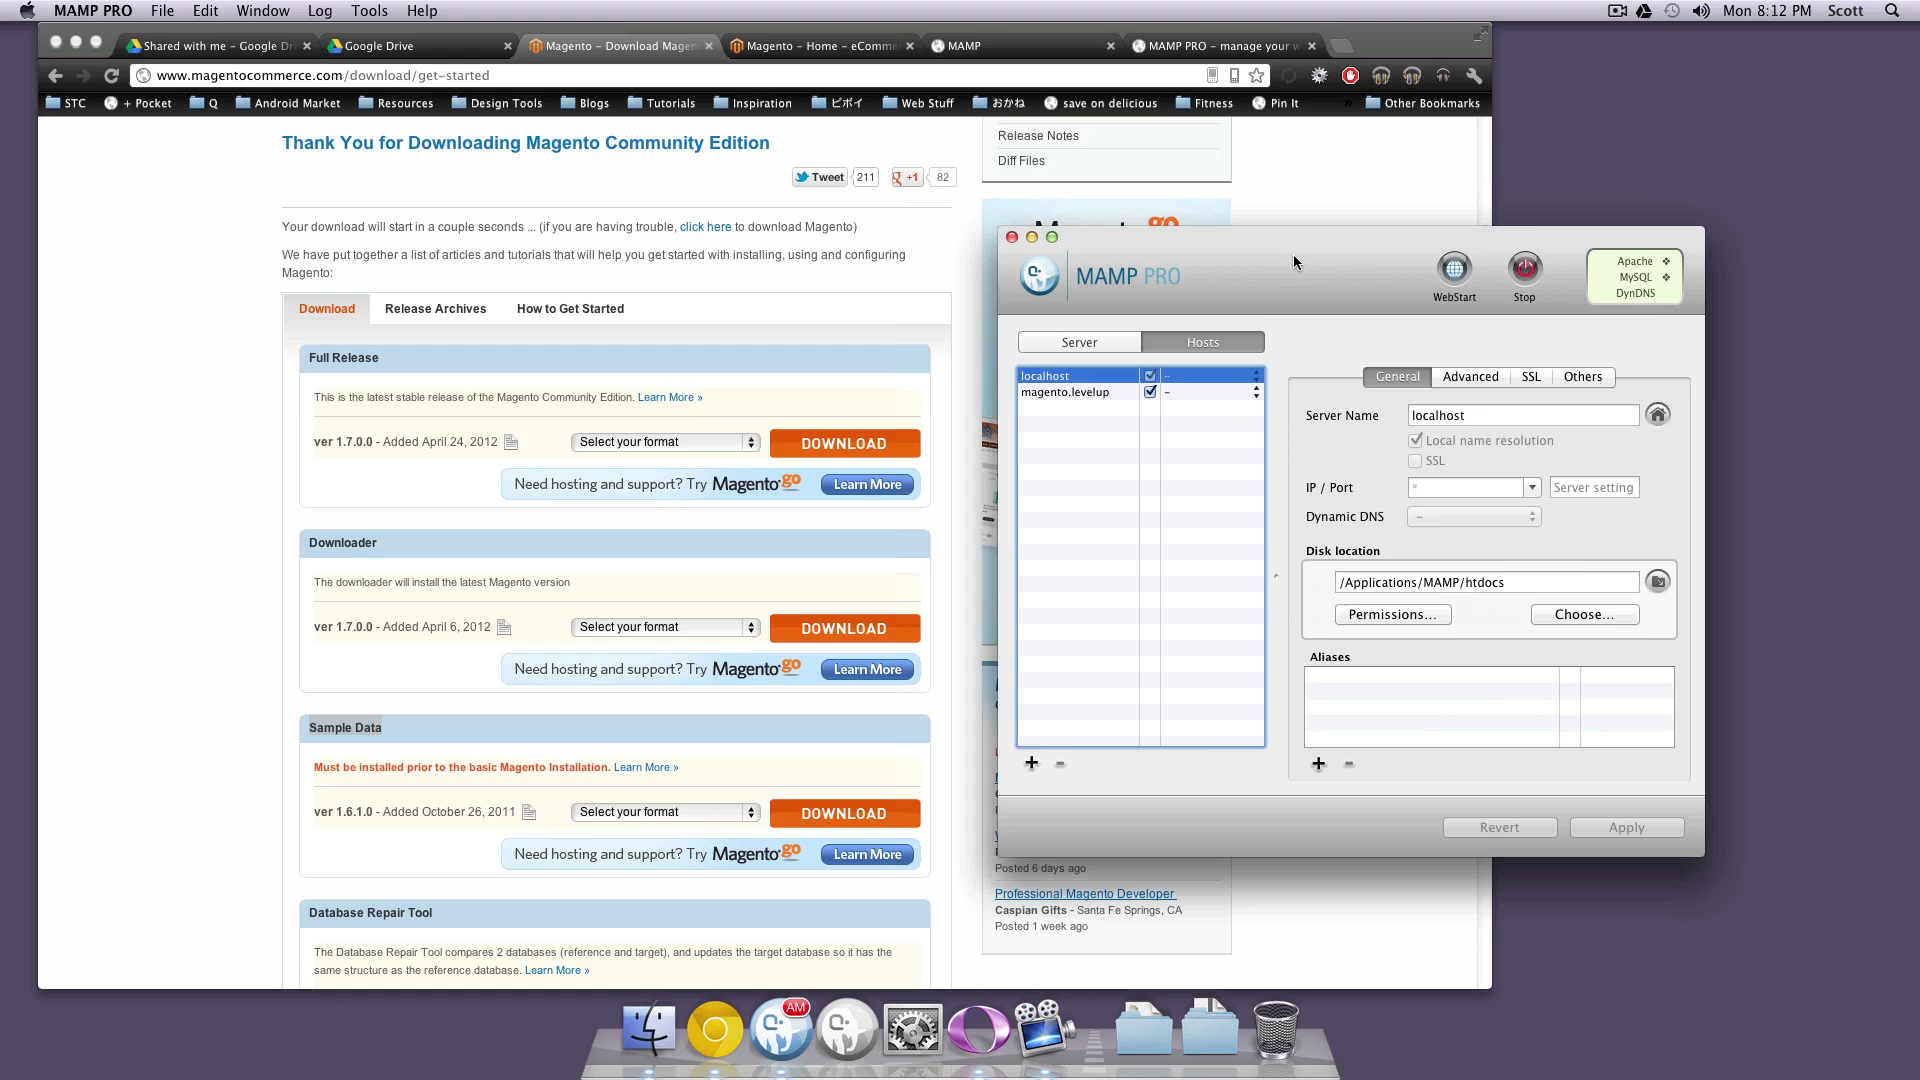 MAMP PRO File Edit Window Log Tools Help
Mon 8:12 PM Scott
Shared with me – Google Dr
Google Drive
Magento – Download Magen
Magento – Home – eComme
MAMP
MAMP PRO – manage your w
www.magentocommerce.com/download/get-started
STC + Pocket Q Android Market Resources Design Tools Blogs Tutorials Inspiration ビボイ Web Stuff おかね save on delicious Fitness Pin It » Other Bookmarks
Thank You for Downloading Magento Community Edition
Tweet 211 +1 82
Your download will start in a couple seconds ... (if you are having trouble, click here to download Magento)
We have put together a list of articles and tutorials that will help you get started with installing, using and configuring
Magento:
Download Release Archives How to Get Started
Full Release
This is the latest stable release of the Magento Community Edition. Learn More »
ver 1.7.0.0 - Added April 24, 2012 Select your format DOWNLOAD
Need hosting and support? Try Magento go Learn More
Downloader
The downloader will install the latest Magento version
ver 1.7.0.0 - Added April 6, 2012 Select your format DOWNLOAD
Need hosting and support? Try Magento go Learn More
Sample Data
Must be installed prior to the basic Magento Installation. Learn More »
ver 1.6.1.0 - Added October 26, 2011 Select your format DOWNLOAD
Need hosting and support? Try Magento go Learn More
Database Repair Tool
The Database Repair Tool compares 2 databases (reference and target), and updates the target database so it has the
same structure as the reference database. Learn More »
Release Notes
Diff Files
MAMP PRO
WebStart
Stop
Apache
MySQL
DynDNS
Server Hosts
localhost –
magento.levelup –
+ –
General Advanced SSL Others
Server Name localhost
Local name resolution
SSL
IP / Port * Server setting
Dynamic DNS –
Disk location
/Applications/MAMP/htdocs
Permissions... Choose...
Aliases
+ –
Revert Apply
Posted 6 days ago
Professional Magento Developer
Caspian Gifts - Santa Fe Springs, CA
Posted 1 week ago
AM